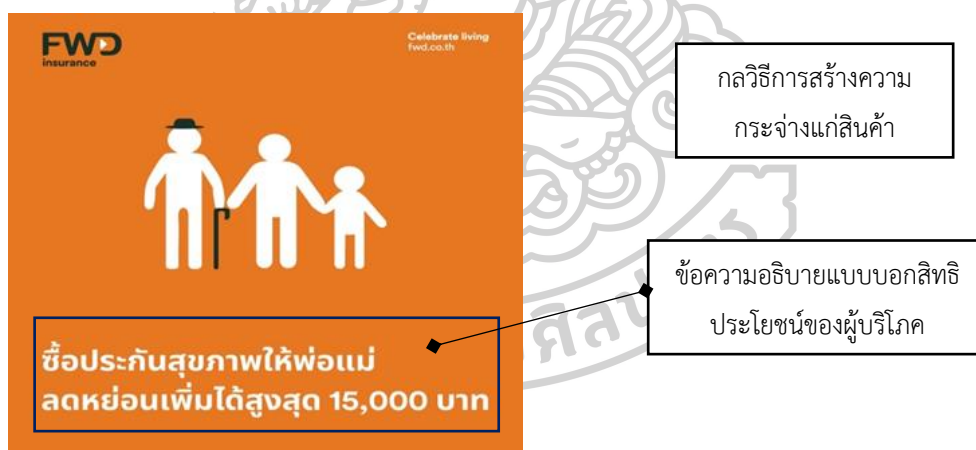 FWD
insurance
Celebrate living
fwd.co.th
ซื้อประกันสุขภาพให้พ่อแม่
ลดหย่อนเพิ่มได้สูงสุด 15,000 บาท
กลวิธีการสร้างความ
กระจ่างแก่สินค้า
ข้อความอธิบายแบบบอกสิทธิ
ประโยชน์ของผู้บริโภค